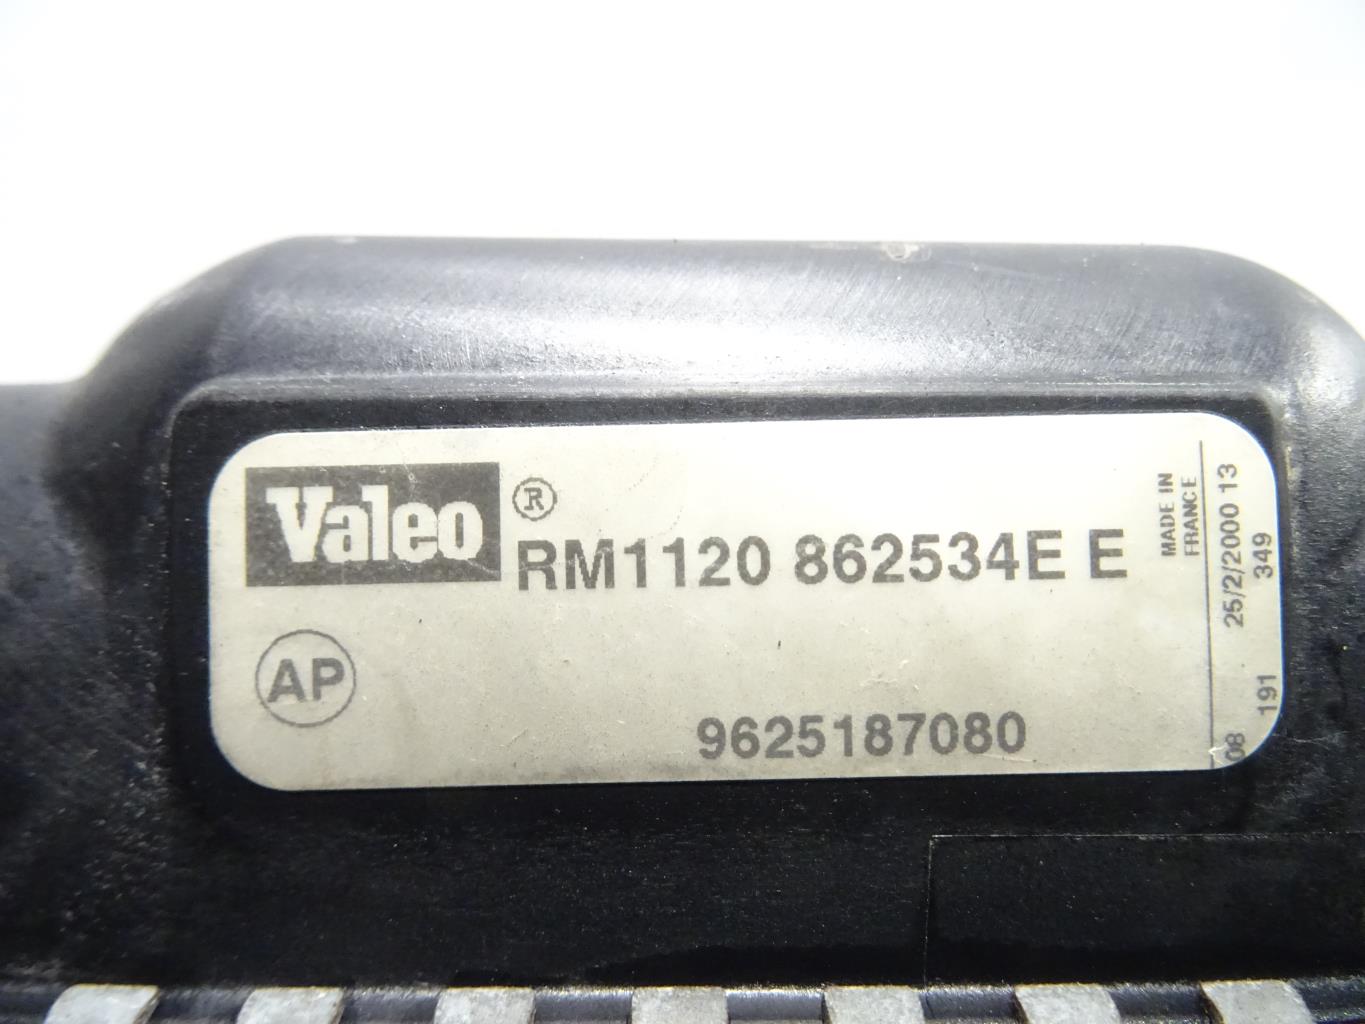 Valeo ®
RM1120 862534E E
AP
9625187080
MADE IN
FRANCE
08 25/2/2000 13
191 349